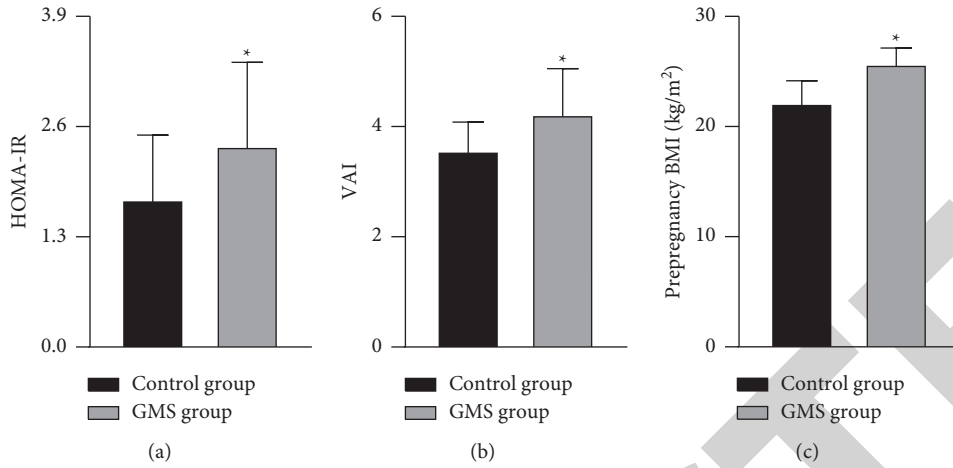 HOMA-IR
3.9
2.6
1.3
0.0
*
Control group
GMS group
(a)
VAI
6
4
2
0
*
Control group
GMS group
(b)
Prepregnancy BMI (kg/m²)
30
20
10
0
*
Control group
GMS group
(c)